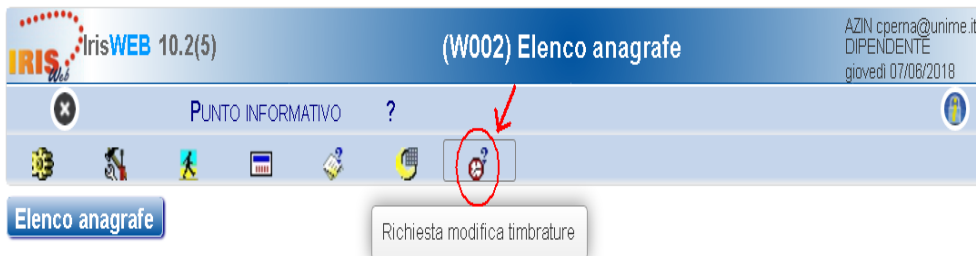 IRIS Web
IrisWEB 10.2(5)
(W002) Elenco anagrafe
AZIN cperna@unime.it
DIPENDENTE
giovedì 07/06/2018
PUNTO INFORMATIVO ?
Elenco anagrafe
Richiesta modifica timbrature